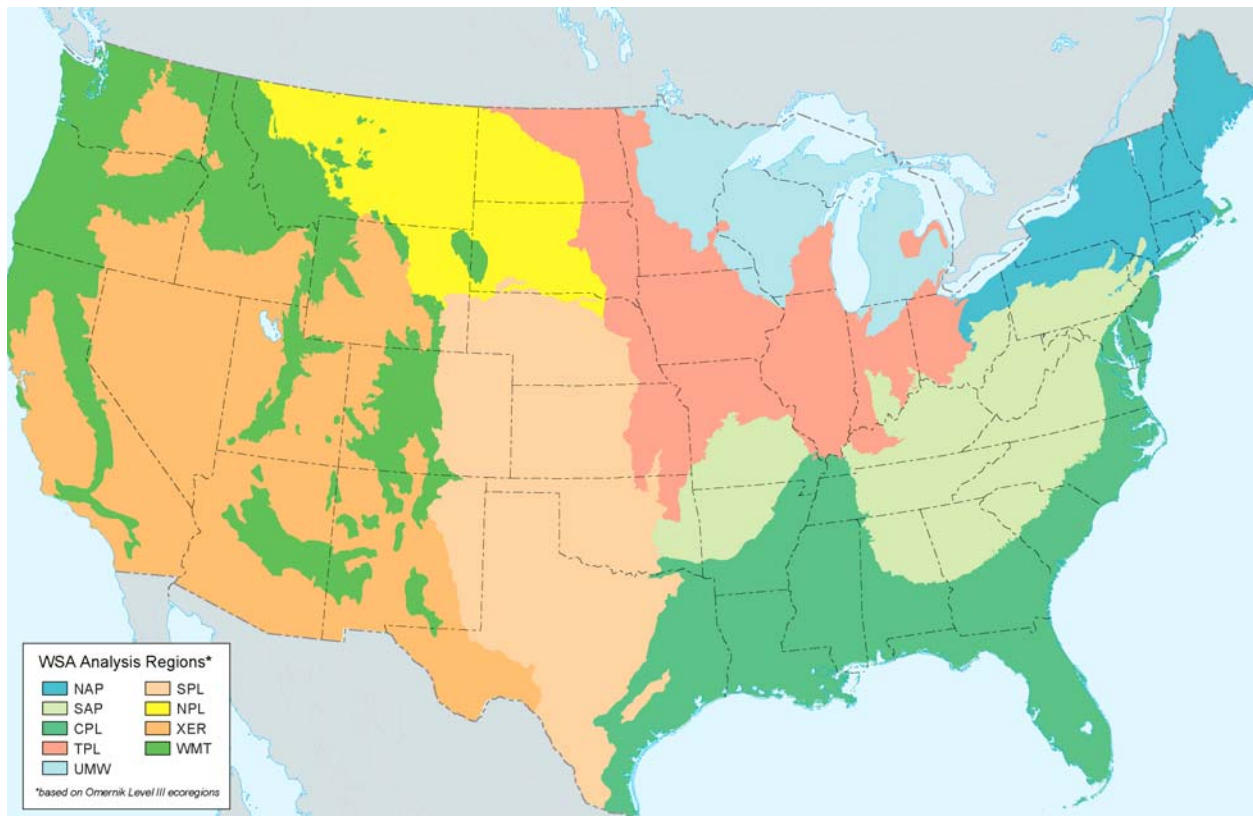 WSA Analysis Regions*
NAP SPL
SAP NPL
CPL XER
TPL WMT
UMW
*based on Omernik Level III ecoregions